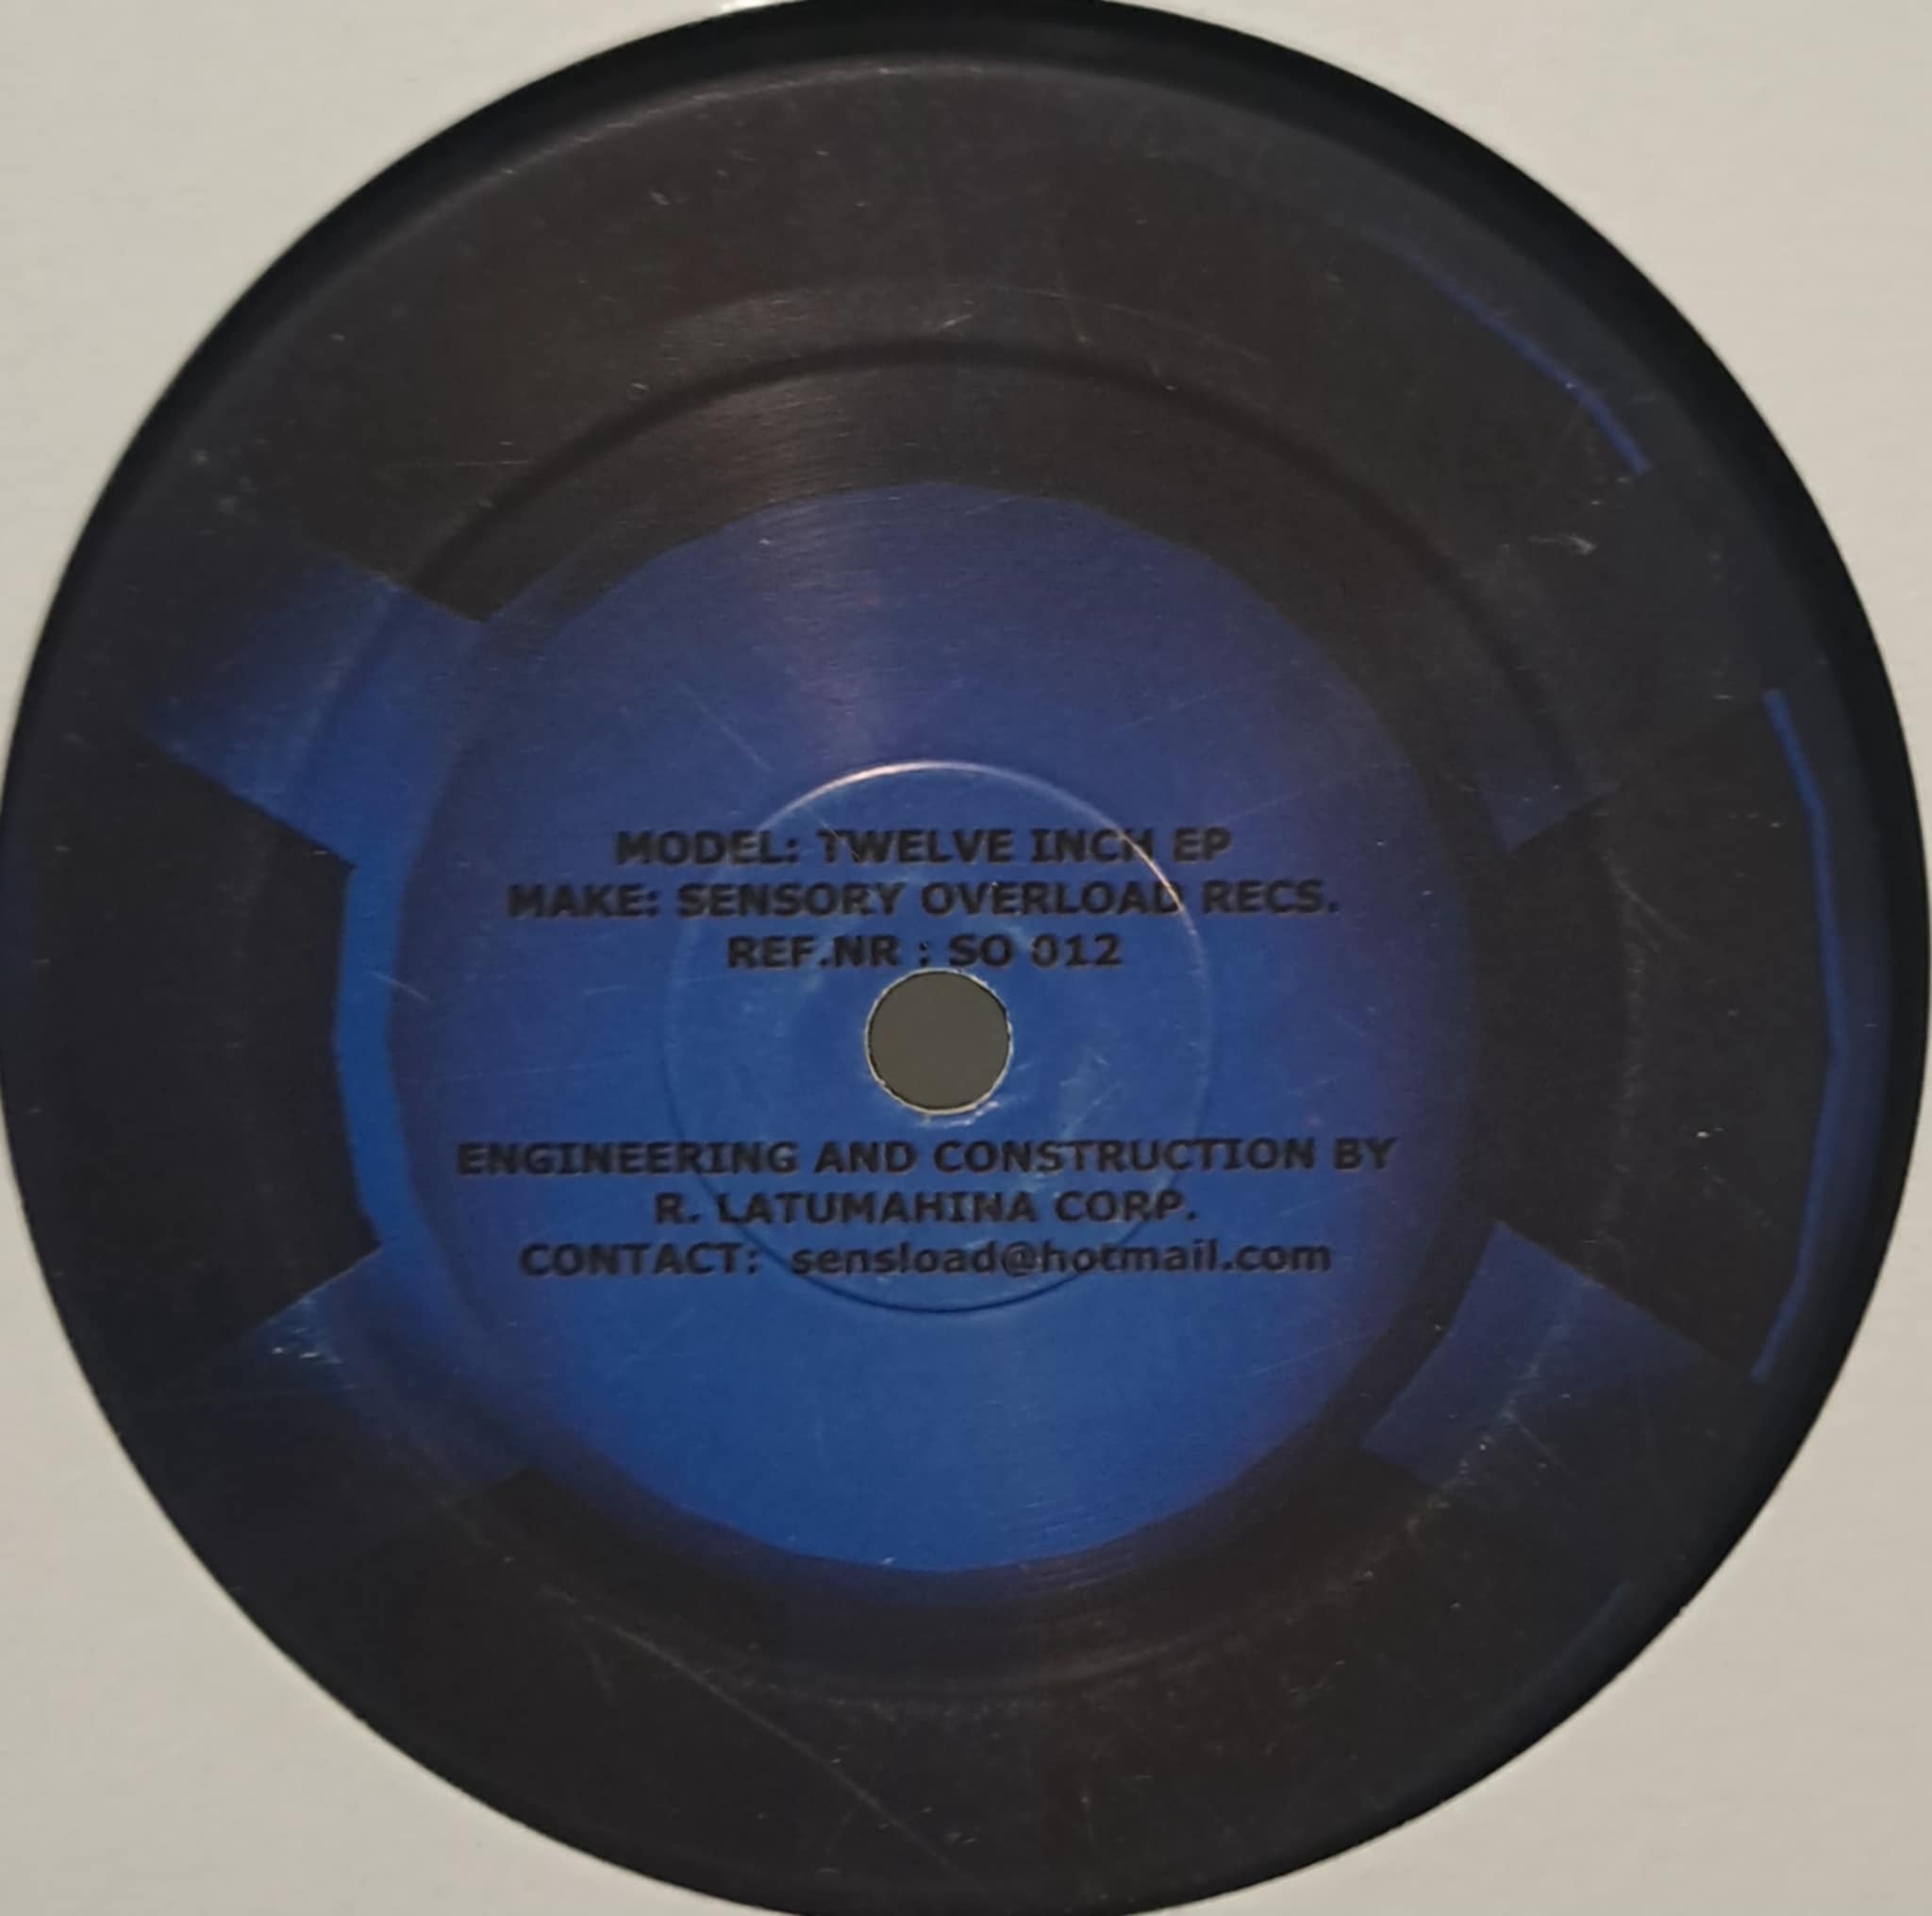 MODEL: TWELVE INCH EP
MAKE: SENSORY OVERLOAD RECS.
REF.NR : SO 012
ENGINEERING AND CONSTRUCTION BY
R. LATUMAHINA CORP.
CONTACT: sensload@hotmail.com